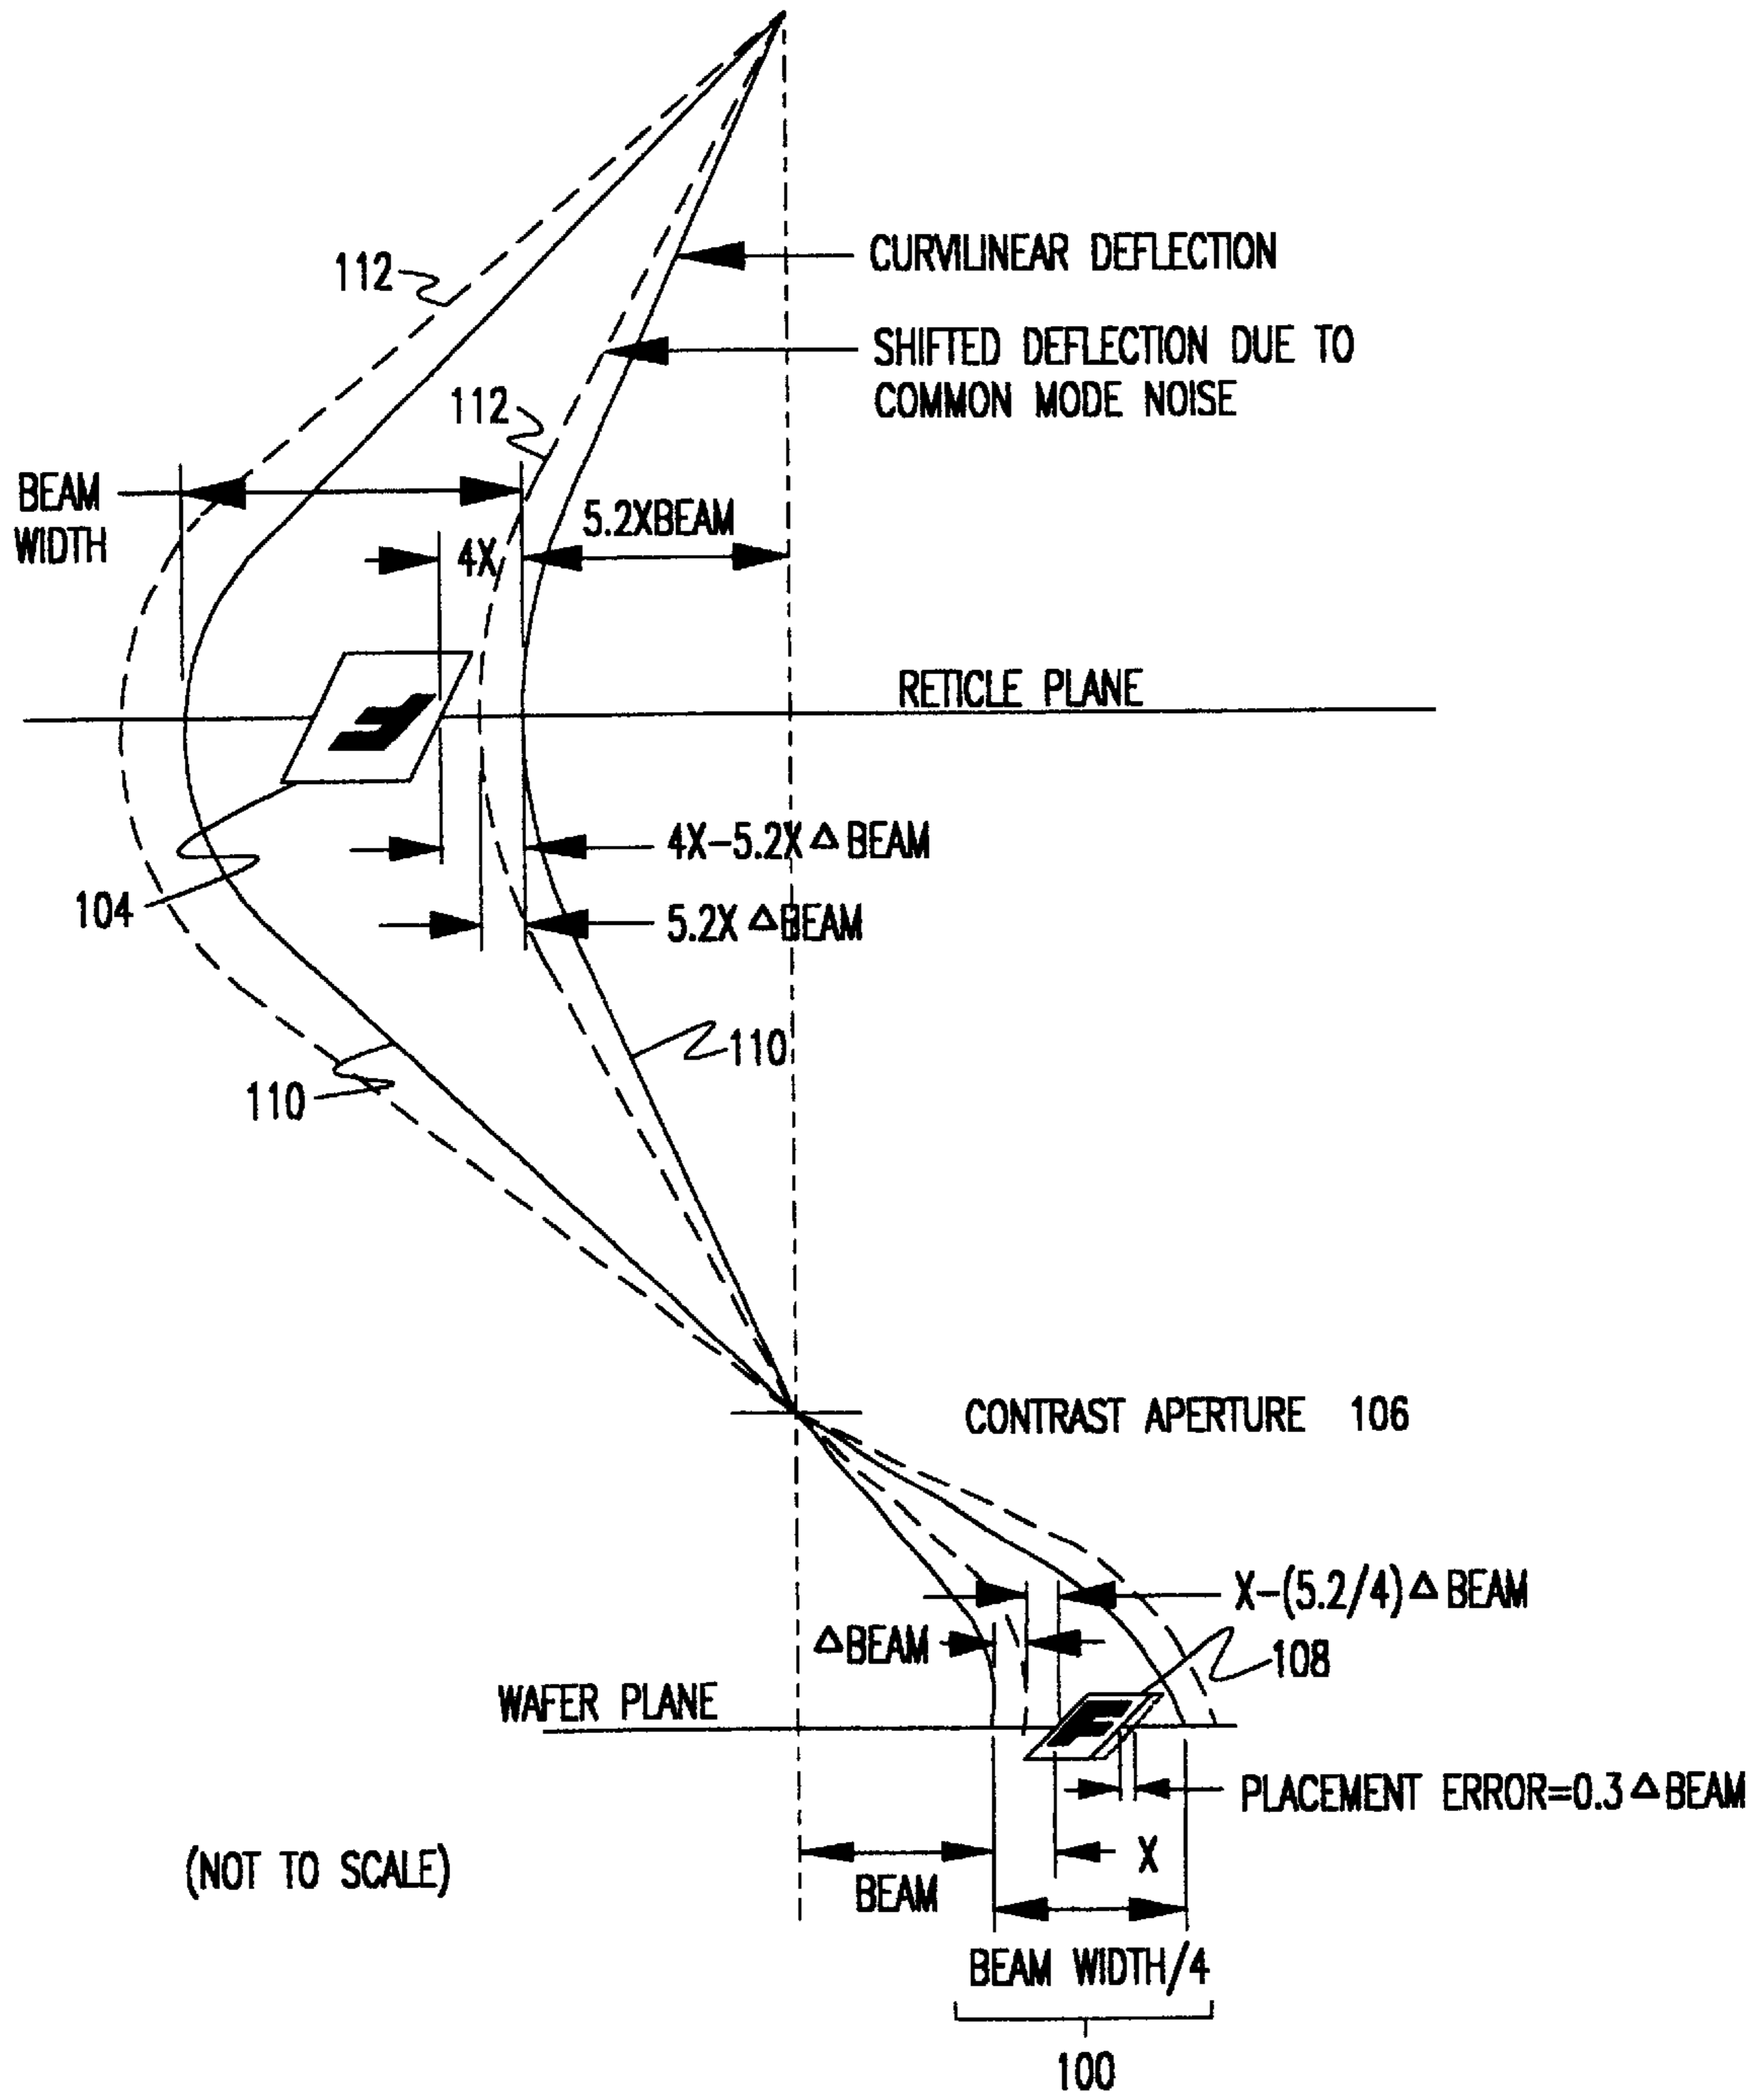 CURVILINEAR DEFLECTION
112
SHIFTED DEFLECTION DUE TO
COMMON MODE NOISE
112
BEAM
WIDTH
5.2XBEAM
4X
RETICLE PLANE
4X-5.2X Δ BEAM
104
5.2X Δ BEAM
110
110
CONTRAST APERTURE 106
X-(5.2/4) Δ BEAM
Δ BEAM
108
WAFER PLANE
PLACEMENT ERROR=0.3 Δ BEAM
X
(NOT TO SCALE)
BEAM
BEAM WIDTH/4
100